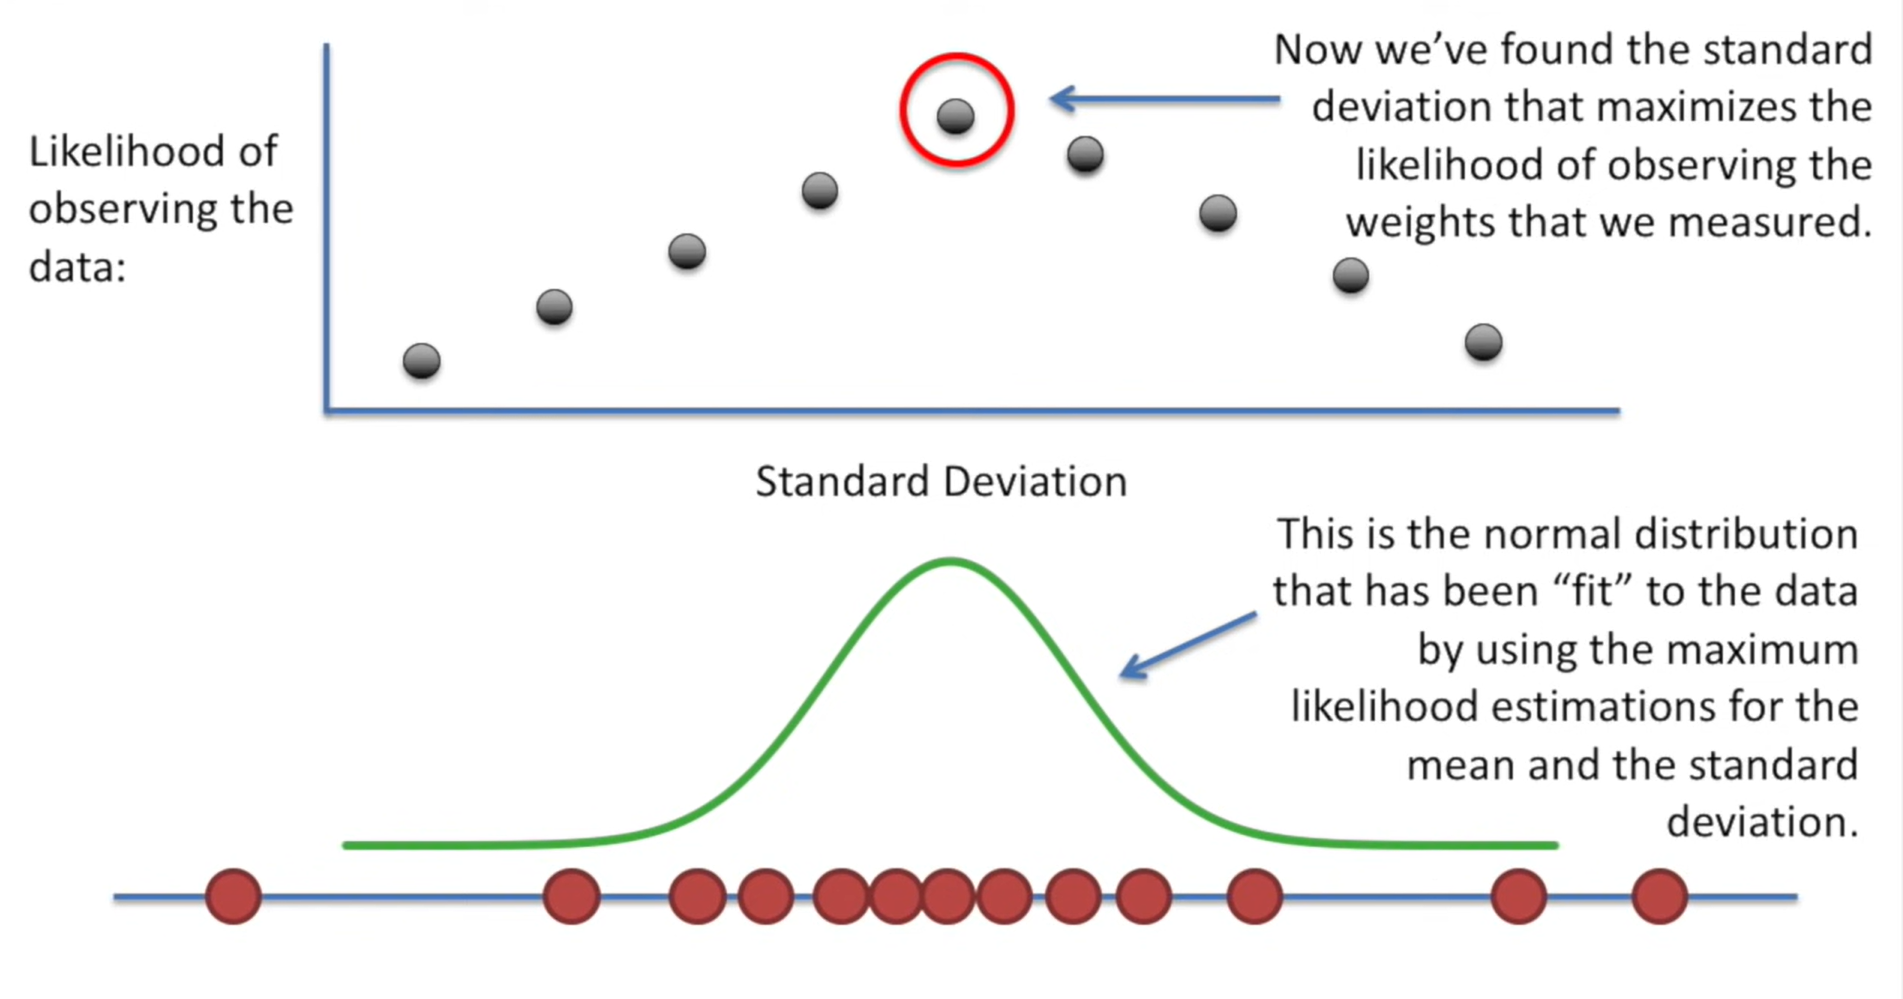 Now we’ve found the standard
deviation that maximizes the
likelihood of observing the
weights that we measured.
Likelihood of
observing the
data:
Standard Deviation
This is the normal distribution
that has been “fit” to the data
by using the maximum
likelihood estimations for the
mean and the standard
deviation.